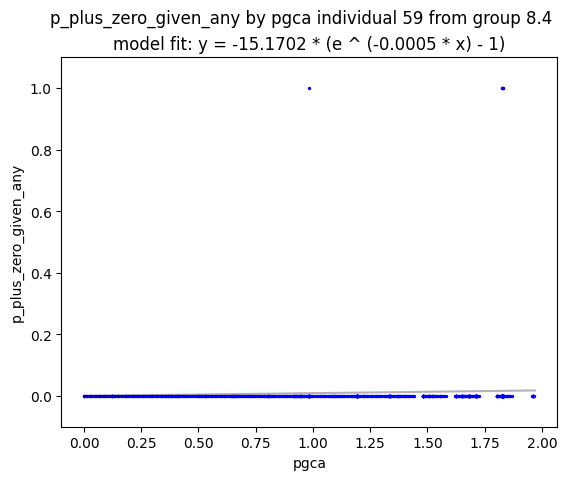 p_plus_zero_given_any by pgca individual 59 from group 8.4
model fit: y = -15.1702 * (e ^ (-0.0005 * x) - 1)
1.0
0.8
0.6
0.4
0.2
0.0
p_plus_zero_given_any
0.00 0.25 0.50 0.75 1.00 1.25 1.50 1.75 2.00
pgca